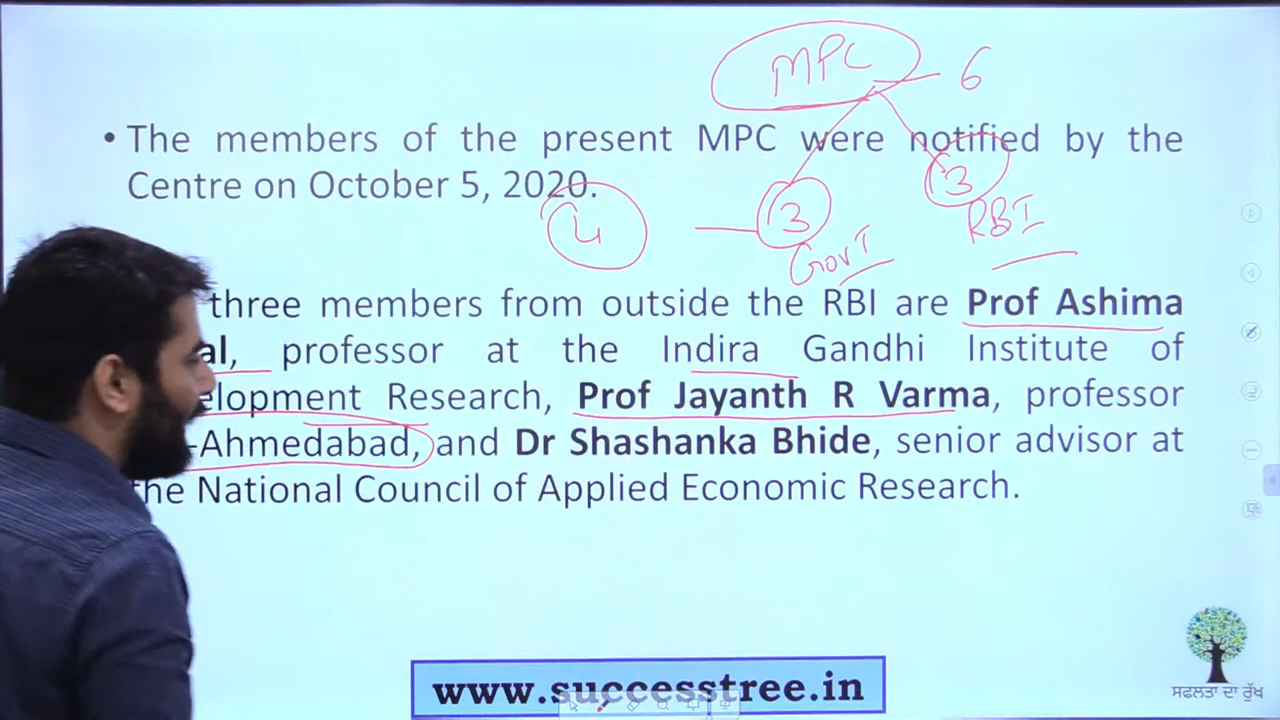 MPC 6
• The members of the present MPC were notified by the
Centre on October 5, 2020.
4 3 3
Govt RBI
three members from outside the RBI are Prof Ashima
al, professor at the Indira Gandhi Institute of
elopment Research, Prof Jayanth R Varma, professor
-Ahmedabad, and Dr Shashanka Bhide, senior advisor at
the National Council of Applied Economic Research.
www.successtree.in
ਸਫਲਤਾ ਦਾ ਰੁੱਖ